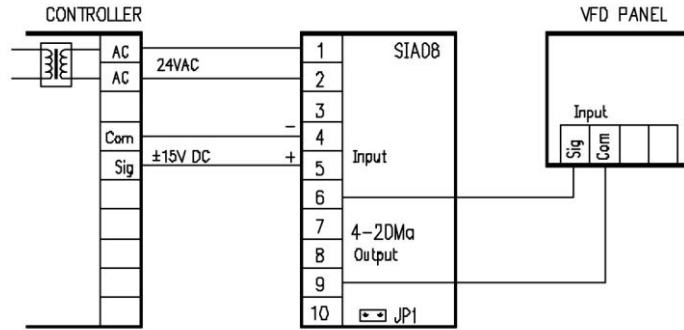 CONTROLLER
AC
AC
Com
Sig
24VAC
–
±15V DC
+
1
2
3
4
5
6
7
8
9
10
SIA08
Input
4-20Ma
Output
JP1
VFD PANEL
Input
Sig
Com